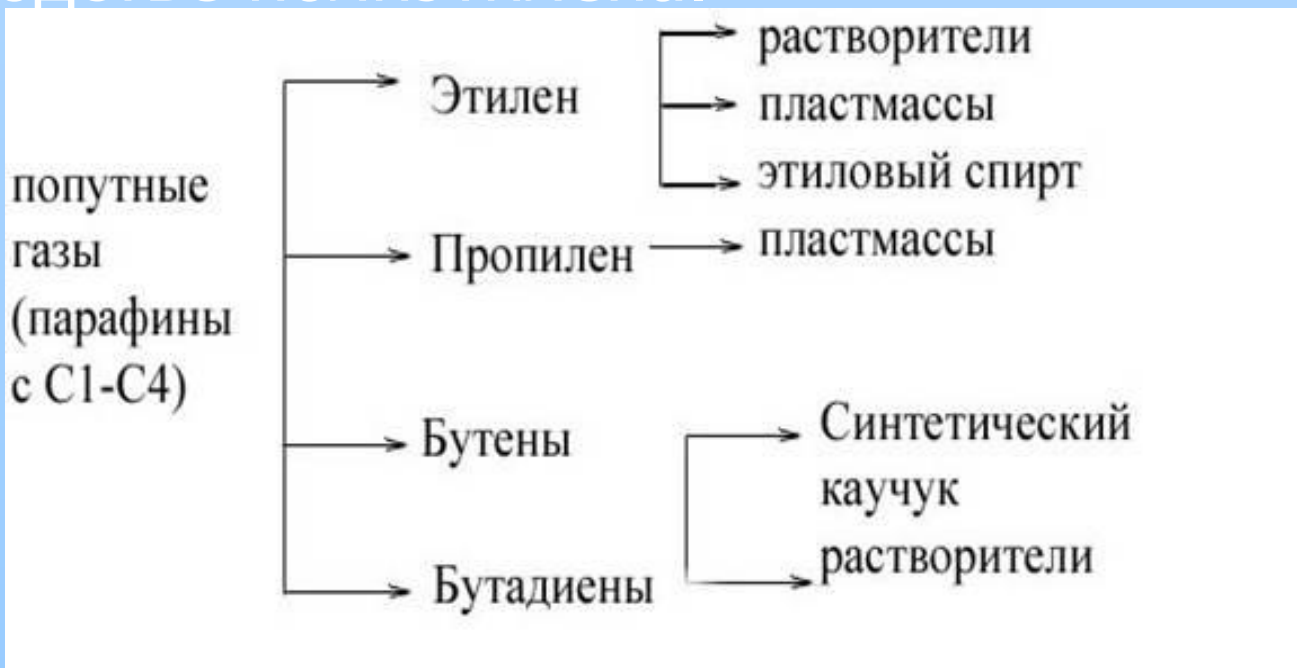 растворители
Этилен
пластмассы
этиловый спирт
попутные
газы
(парафины
с С1-С4)
Пропилен
пластмассы
Бутены
Синтетический
каучук
Бутадиены
растворители